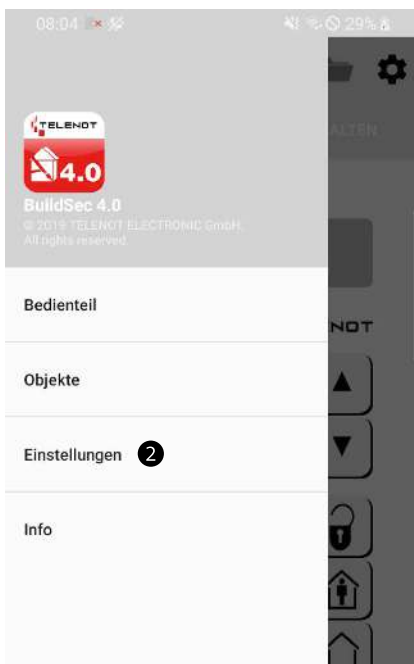 08:04
29%
TELENOT
4.0
BuildSec 4.0
© 2019 TELENOT ELECTRONIC GmbH.
All rights reserved
ALTEN
Bedienteil
NOT
Objekte
Einstellungen 2
Info